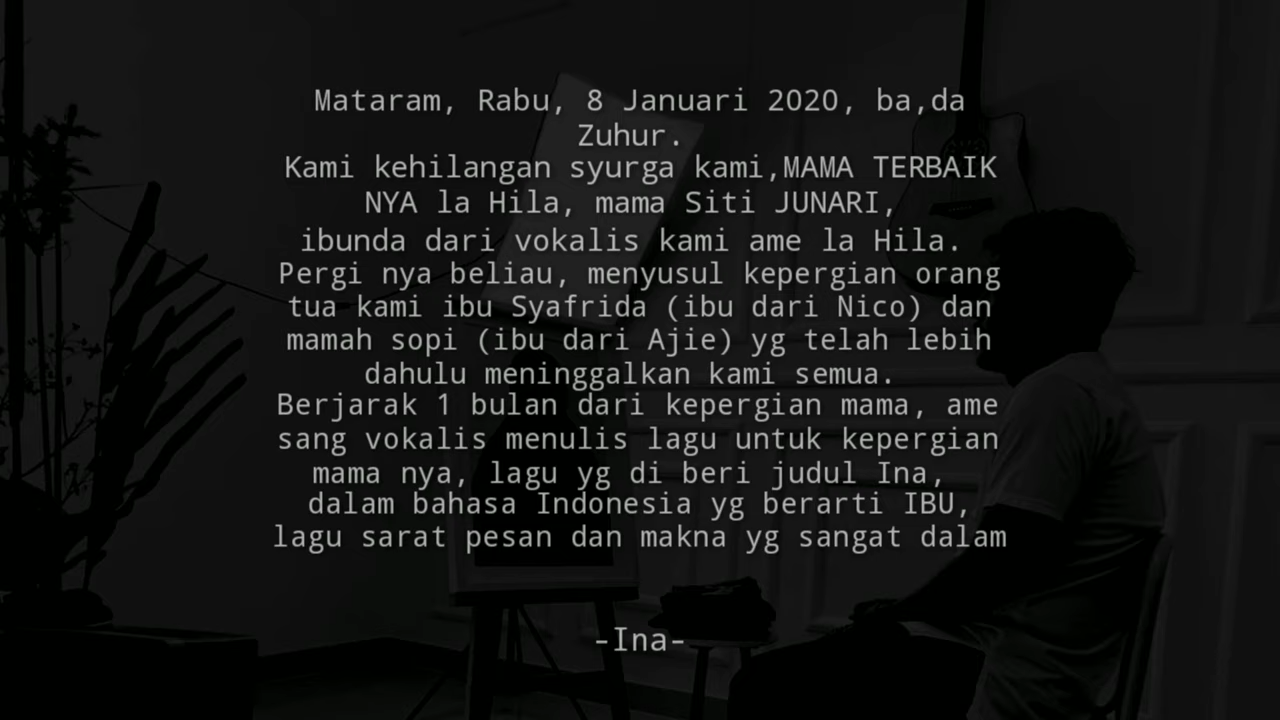 Mataram, Rabu, 8 Januari 2020, ba,da
Zuhur.
Kami kehilangan syurga kami,MAMA TERBAIK
NYA la Hila, mama Siti JUNARI,
ibunda dari vokalis kami ame la Hila.
Pergi nya beliau, menyusul kepergian orang
tua kami ibu Syafrida (ibu dari Nico) dan
mamah sopi (ibu dari Ajie) yg telah lebih
dahulu meninggalkan kami semua.
Berjarak 1 bulan dari kepergian mama, ame
sang vokalis menulis lagu untuk kepergian
mama nya, lagu yg di beri judul Ina,
dalam bahasa Indonesia yg berarti IBU,
lagu sarat pesan dan makna yg sangat dalam
-Ina-